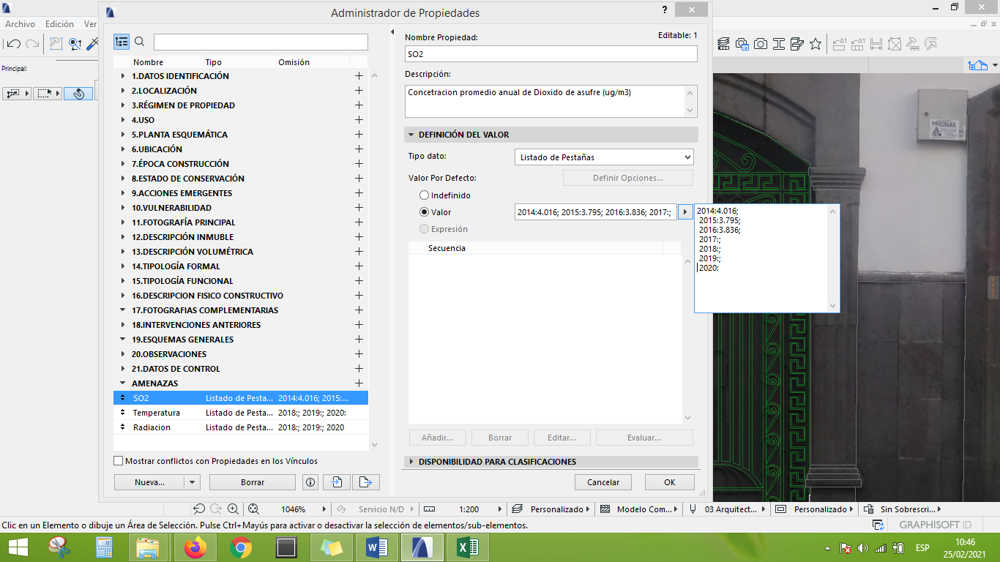 Administrador de Propiedades
?
Archivo Edición Ver
Principal:
Nombre Tipo Omisión
1.DATOS IDENTIFICACIÓN
2.LOCALIZACIÓN
3.RÉGIMEN DE PROPIEDAD
4.USO
5.PLANTA ESQUEMÁTICA
6.UBICACIÓN
7.ÉPOCA CONSTRUCCIÓN
8.ESTADO DE CONSERVACIÓN
9.ACCIONES EMERGENTES
10.VULNERABILIDAD
11.FOTOGRAFÍA PRINCIPAL
12.DESCRIPCIÓN INMUBLE
13.DESCRIPCIÓN VOLUMÉTRICA
14.TIPOLOGÍA FORMAL
15.TIPOLOGÍA FUNCIONAL
16.DESCRIPCION FISICO CONSTRUCTIVO
17.FOTOGRAFIAS COMPLEMENTARIAS
18.INTERVENCIONES ANTERIORES
19.ESQUEMAS GENERALES
20.OBSERVACIONES
21.DATOS DE CONTROL
AMENAZAS
SO2 Listado de Pesta... 2014:4.016; 2015:...
Temperatura Listado de Pesta... 2018:; 2019:; 2020:
Radiacion Listado de Pesta... 2018:; 2019:; 2020
Mostrar conflictos con Propiedades en los Vínculos
Nueva... Borrar
Nombre Propiedad: Editable: 1
SO2
Descripción:
Concetracion promedio anual de Dioxido de asufre (ug/m3)
DEFINICIÓN DEL VALOR
Tipo dato: Listado de Pestañas
Valor Por Defecto: Definir Opciones...
Indefinido
Valor 2014:4.016; 2015:3.795; 2016:3.836; 2017:;
Expresión
Secuencia
2014:4.016;
2015:3.795;
2016:3.836;
2017:;
2018:;
2019:;
2020:
Añadir... Borrar Editar... Evaluar...
DISPONIBILIDAD PARA CLASIFICACIONES
Cancelar OK
PROTELES
1046% Servicio N/D 1:200 Personalizado Modelo Com... 03 Arquitect... Personalizado Sin Sobrescri...
Clic en un Elemento o dibuje un Área de Selección. Pulse Ctrl+Mayús para activar o desactivar la selección de elementos/sub-elementos.
GRAPHISOFT ID
ESP
10:46
25/02/2021